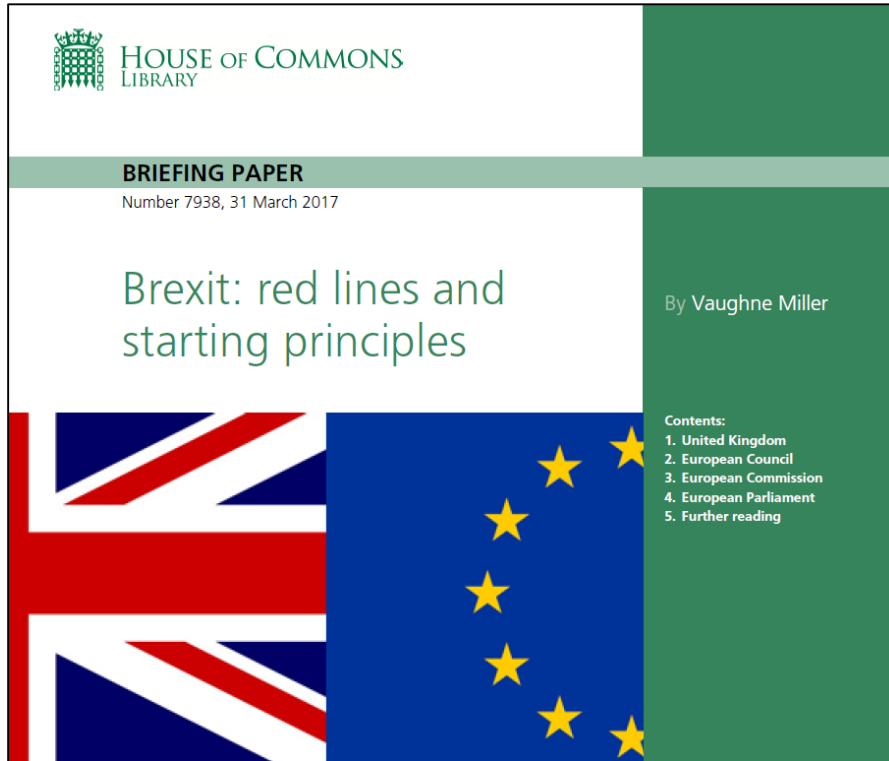 HOUSE OF COMMONS
LIBRARY
BRIEFING PAPER
Number 7938, 31 March 2017
Brexit: red lines and
starting principles
By Vaughne Miller
Contents:
1. United Kingdom
2. European Council
3. European Commission
4. European Parliament
5. Further reading